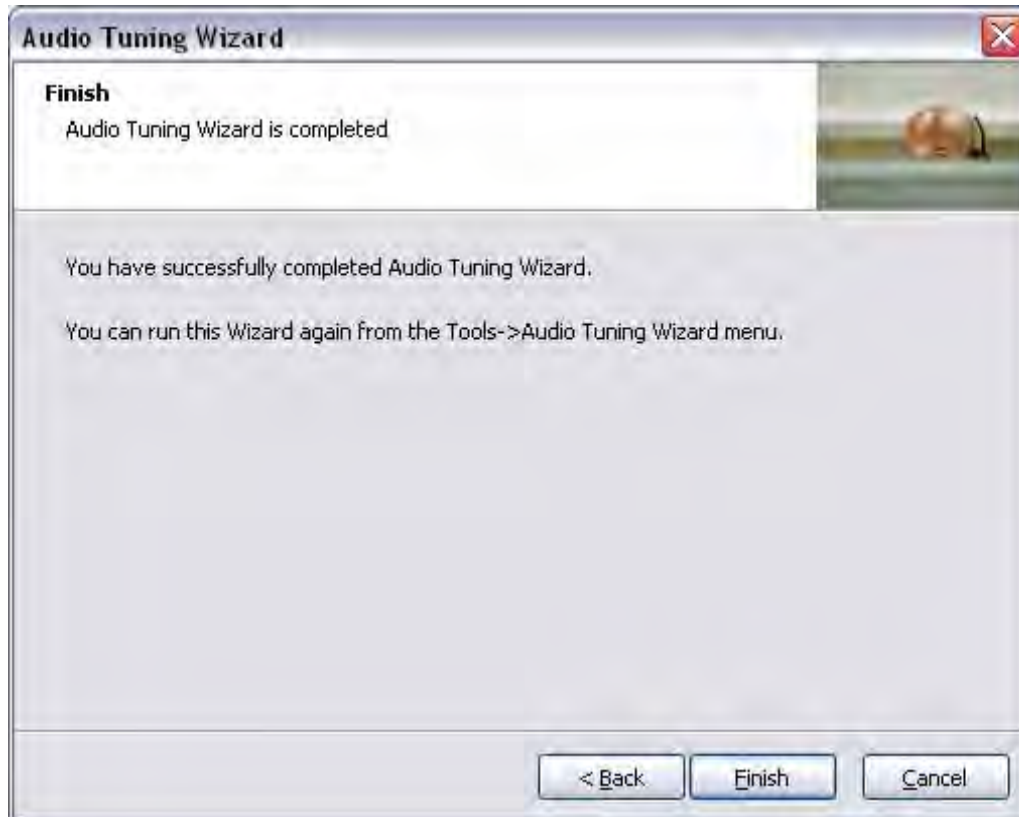 Audio Tuning Wizard
Finish
Audio Tuning Wizard is completed
You have successfully completed Audio Tuning Wizard.
You can run this Wizard again from the Tools->Audio Tuning Wizard menu.
< Back Finish Cancel